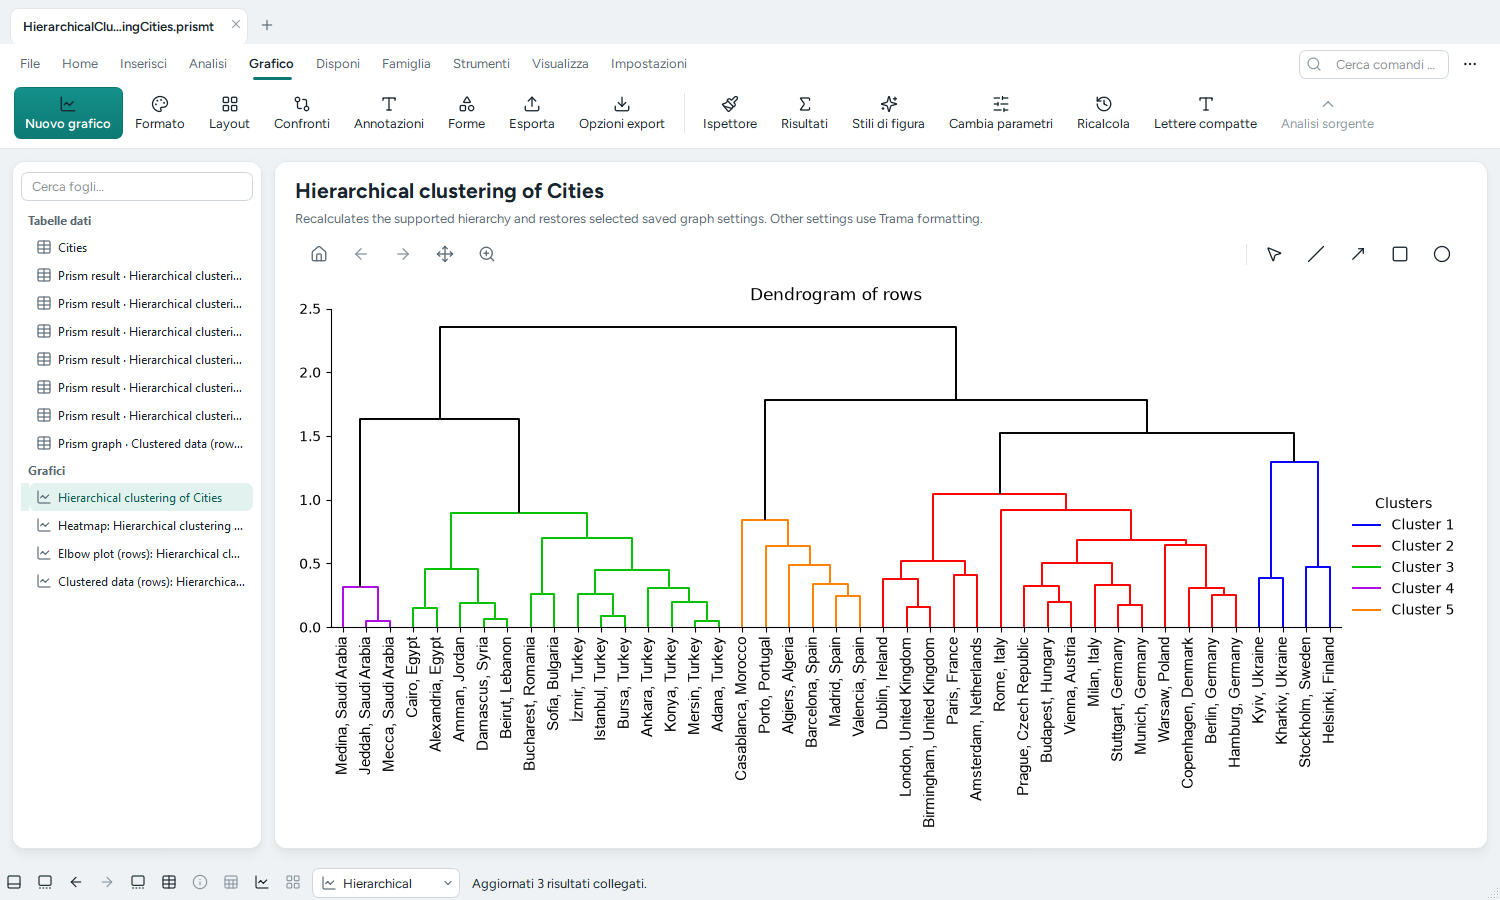 HierarchicalClu...ingCities.prismt
File Home Inserisci Analisi Grafico Disponi Famiglia Strumenti Visualizza Impostazioni
Cerca comandi ...
Nuovo grafico Formato Layout Confronti Annotazioni Forme Esporta Opzioni export Ispettore Risultati Stili di figura Cambia parametri Ricalcola Lettere compatte Analisi sorgente
Cerca fogli...
Tabelle dati
Cities
Prism result · Hierarchical clusteri...
Prism result · Hierarchical clusteri...
Prism result · Hierarchical clusteri...
Prism result · Hierarchical clusteri...
Prism result · Hierarchical clusteri...
Prism result · Hierarchical clusteri...
Prism graph · Clustered data (row...
Grafici
Hierarchical clustering of Cities
Heatmap: Hierarchical clustering ...
Elbow plot (rows): Hierarchical cl...
Clustered data (rows): Hierarchica...
Hierarchical clustering of Cities
Recalculates the supported hierarchy and restores selected saved graph settings. Other settings use Trama formatting.
Dendrogram of rows
2.5
2.0
1.5
1.0
0.5
0.0
Clusters
Cluster 1
Cluster 2
Cluster 3
Cluster 4
Cluster 5
Medina, Saudi Arabia
Jeddah, Saudi Arabia
Mecca, Saudi Arabia
Cairo, Egypt
Alexandria, Egypt
Amman, Jordan
Damascus, Syria
Beirut, Lebanon
Bucharest, Romania
Sofia, Bulgaria
İzmir, Turkey
Istanbul, Turkey
Bursa, Turkey
Ankara, Turkey
Konya, Turkey
Mersin, Turkey
Adana, Turkey
Casablanca, Morocco
Porto, Portugal
Algiers, Algeria
Barcelona, Spain
Madrid, Spain
Valencia, Spain
Dublin, Ireland
London, United Kingdom
Birmingham, United Kingdom
Paris, France
Amsterdam, Netherlands
Rome, Italy
Prague, Czech Republic
Budapest, Hungary
Vienna, Austria
Milan, Italy
Stuttgart, Germany
Munich, Germany
Warsaw, Poland
Copenhagen, Denmark
Berlin, Germany
Hamburg, Germany
Kyiv, Ukraine
Kharkiv, Ukraine
Stockholm, Sweden
Helsinki, Finland
Hierarchical
Aggiornati 3 risultati collegati.